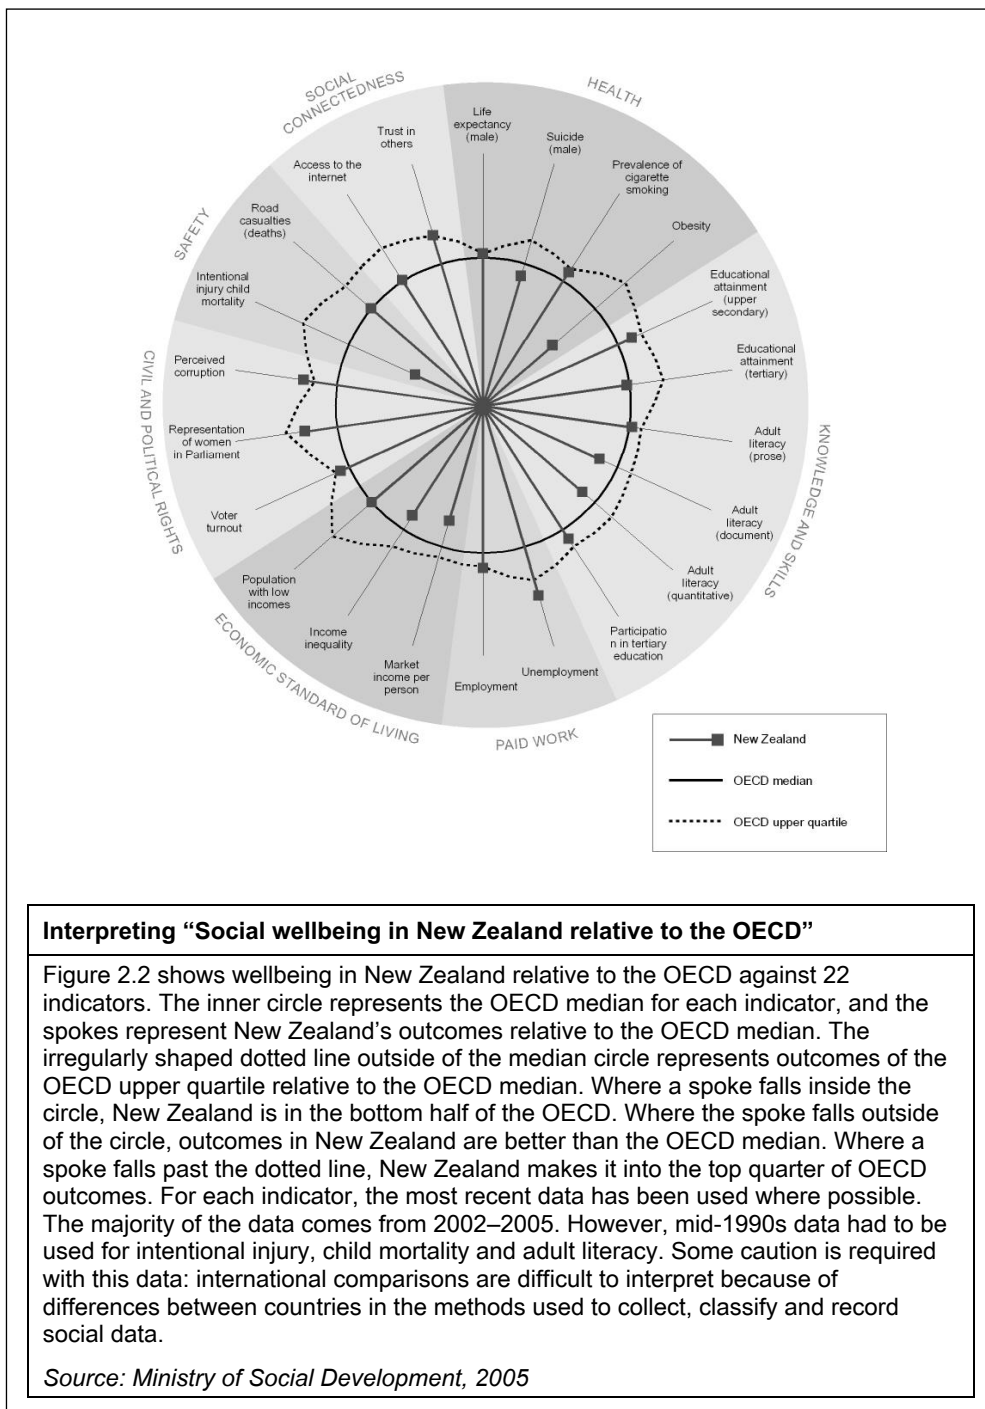 SOCIAL
CONNECTEDNESS
HEALTH
Life
expectancy
(male)
Suicide
(male)
Prevalence of
cigarette
smoking
Obesity
Trust in
others
Access to the
internet
SAFETY
Road
casualties
(deaths)
Intentional
injury child
mortality
Educational
attainment
(upper
secondary)
Educational
attainment
(tertiary)
Adult
literacy
(prose)
Adult
literacy
(document)
Adult
literacy
(quantitative)
Participatio
n in tertiary
education
KNOWLEDGE AND SKILLS
CIVIL AND POLITICAL RIGHTS
Perceived
corruption
Representation
of women
in Parliament
Voter
turnout
Population
with low
incomes
Income
inequality
Market
income per
person
ECONOMIC STANDARD OF LIVING
Employment
Unemployment
PAID WORK
New Zealand
OECD median
OECD upper quartile
Interpreting “Social wellbeing in New Zealand relative to the OECD”
Figure 2.2 shows wellbeing in New Zealand relative to the OECD against 22
indicators. The inner circle represents the OECD median for each indicator, and the
spokes represent New Zealand’s outcomes relative to the OECD median. The
irregularly shaped dotted line outside of the median circle represents outcomes of the
OECD upper quartile relative to the OECD median. Where a spoke falls inside the
circle, New Zealand is in the bottom half of the OECD. Where the spoke falls outside
of the circle, outcomes in New Zealand are better than the OECD median. Where a
spoke falls past the dotted line, New Zealand makes it into the top quarter of OECD
outcomes. For each indicator, the most recent data has been used where possible.
The majority of the data comes from 2002–2005. However, mid-1990s data had to be
used for intentional injury, child mortality and adult literacy. Some caution is required
with this data: international comparisons are difficult to interpret because of
differences between countries in the methods used to collect, classify and record
social data.
Source: Ministry of Social Development, 2005